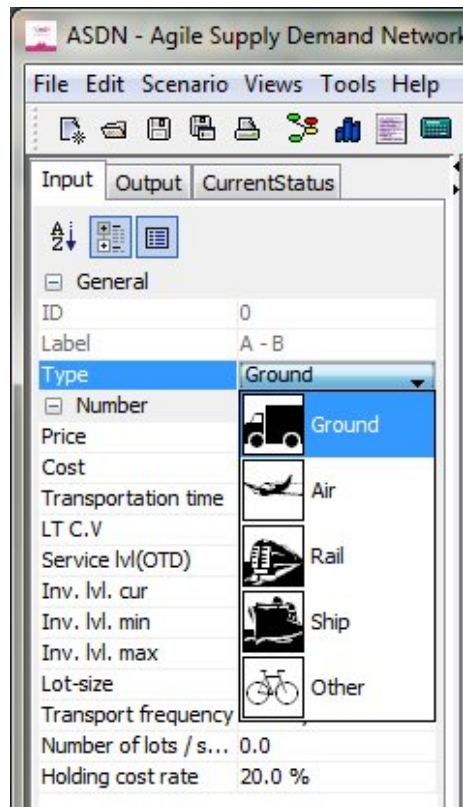 ASDN - Agile Supply Demand Network
File Edit Scenario Views Tools Help
Input Output CurrentStatus
General
ID 0
Label A - B
Type Ground
Number
Price
Cost
Transportation time
LT C.V
Service lvl(OTD)
Inv. lvl. cur
Inv. lvl. min
Inv. lvl. max
Lot-size
Transport frequency
Number of lots / s... 0.0
Holding cost rate 20.0 %
Ground
Air
Rail
Ship
Other